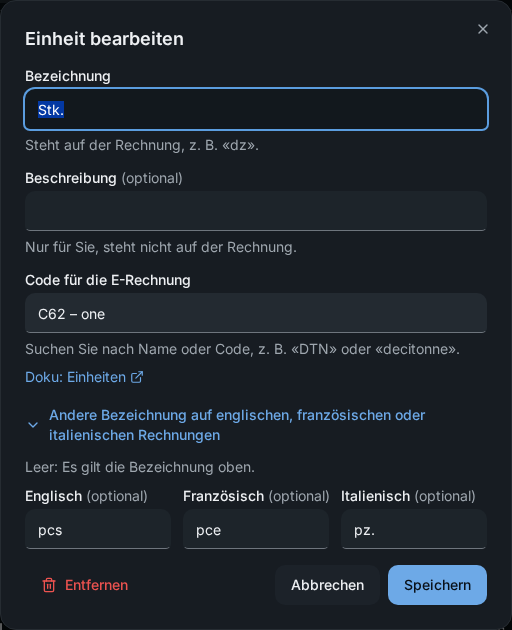 Einheit bearbeiten
Bezeichnung
Stk.
Steht auf der Rechnung, z. B. «dz».
Beschreibung (optional)
Nur für Sie, steht nicht auf der Rechnung.
Code für die E-Rechnung
C62 – one
Suchen Sie nach Name oder Code, z. B. «DTN» oder «decitonne».
Doku: Einheiten
Andere Bezeichnung auf englischen, französischen oder
italienischen Rechnungen
Leer: Es gilt die Bezeichnung oben.
Englisch (optional) Französisch (optional) Italienisch (optional)
pcs pce pz.
Entfernen Abbrechen Speichern